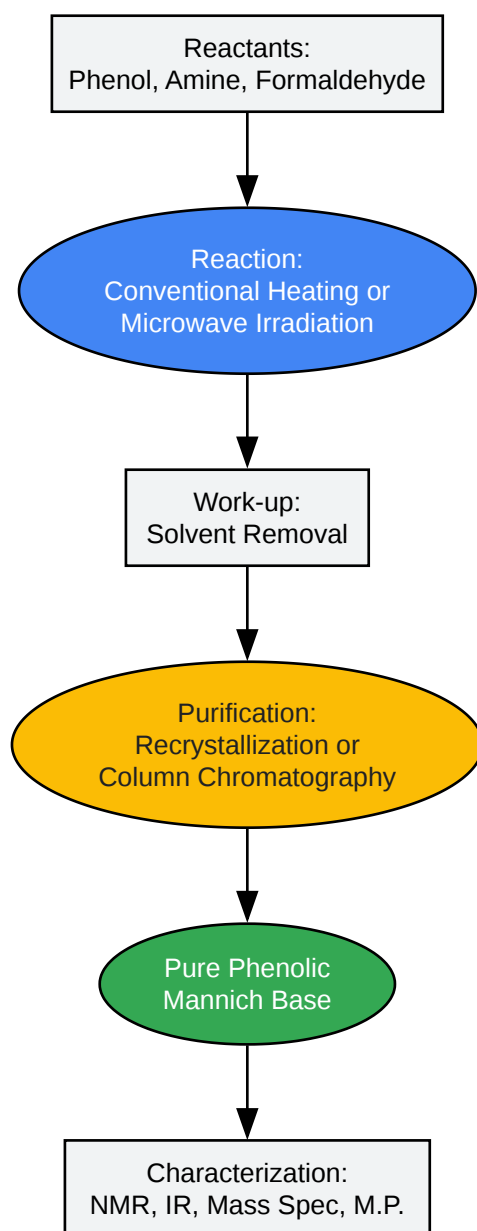 Reactants:
Phenol, Amine, Formaldehyde
Reaction:
Conventional Heating or
Microwave Irradiation
Work-up:
Solvent Removal
Purification:
Recrystallization or
Column Chromatography
Pure Phenolic
Mannich Base
Characterization:
NMR, IR, Mass Spec, M.P.